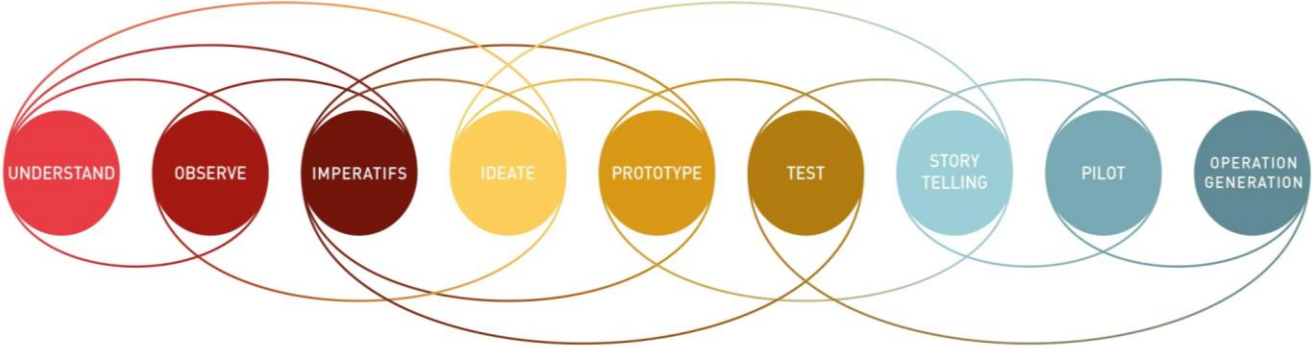 UNDERSTAND
OBSERVE
IMPERATIFS
IDEATE
PROTOTYPE
TEST
STORY
TELLING
PILOT
OPERATION
GENERATION